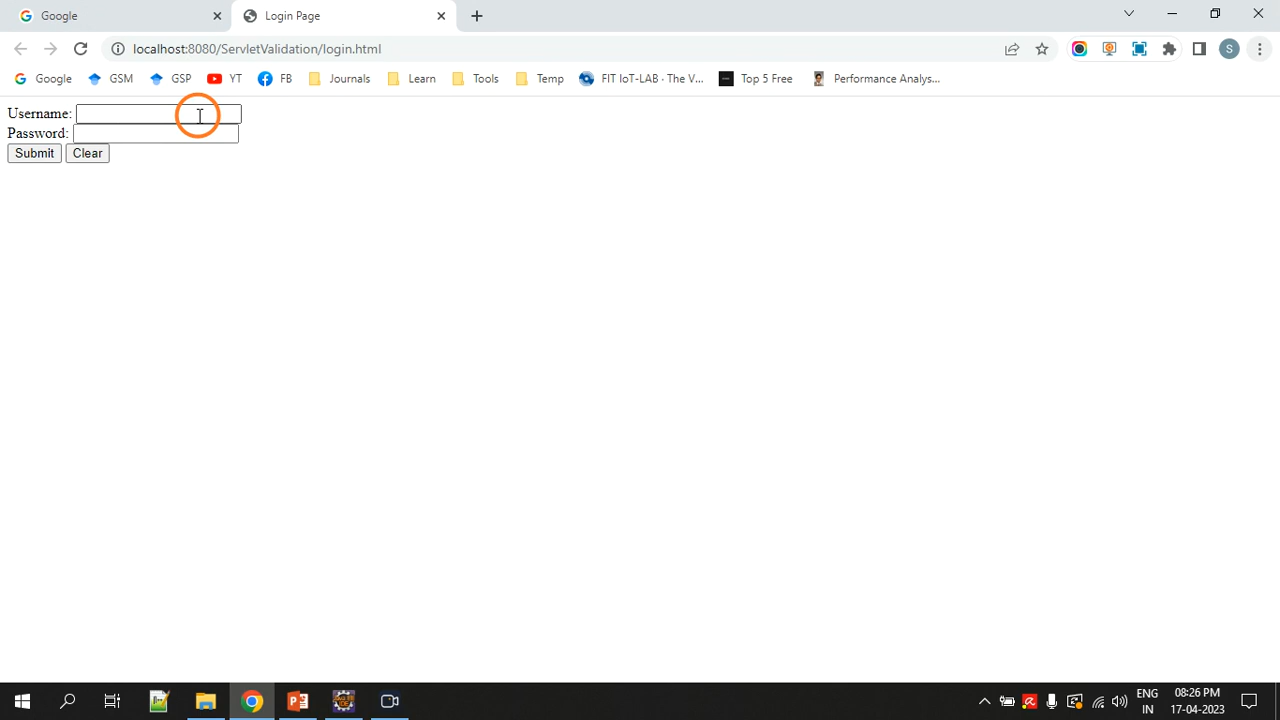 Google
Login Page
localhost:8080/ServletValidation/login.html
S
Google
GSM
GSP
YT
FB
Journals
Learn
Tools
Temp
FIT IoT-LAB · The V...
Top 5 Free
Performance Analys...
Username:
Password:
Submit Clear
ENG
IN
08:26 PM
17-04-2023